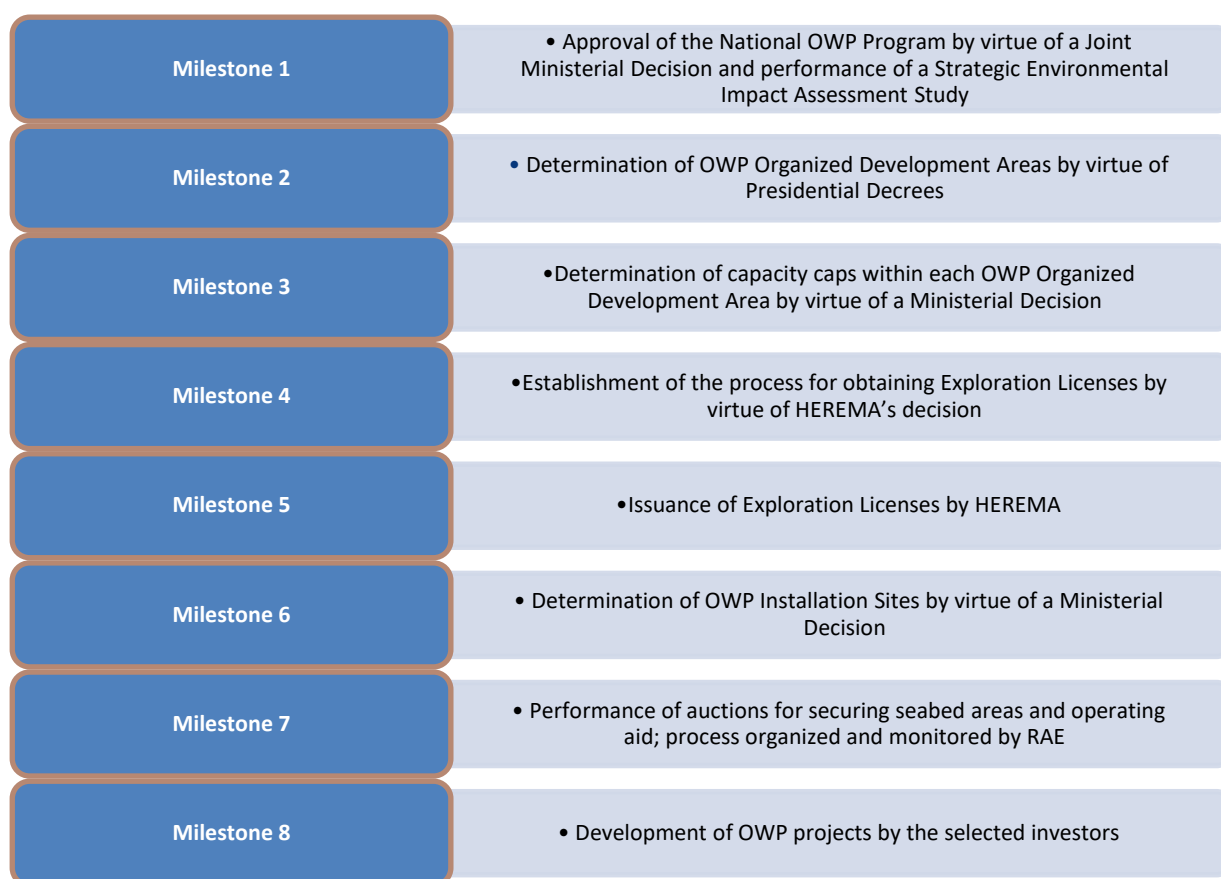 Milestone 1
• Approval of the National OWP Program by virtue of a Joint
Ministerial Decision and performance of a Strategic Environmental
Impact Assessment Study
Milestone 2
• Determination of OWP Organized Development Areas by virtue of
Presidential Decrees
Milestone 3
•Determination of capacity caps within each OWP Organized
Development Area by virtue of a Ministerial Decision
Milestone 4
•Establishment of the process for obtaining Exploration Licenses by
virtue of HEREMA’s decision
Milestone 5
•Issuance of Exploration Licenses by HEREMA
Milestone 6
• Determination of OWP Installation Sites by virtue of a Ministerial
Decision
Milestone 7
• Performance of auctions for securing seabed areas and operating
aid; process organized and monitored by RAE
Milestone 8
• Development of OWP projects by the selected investors